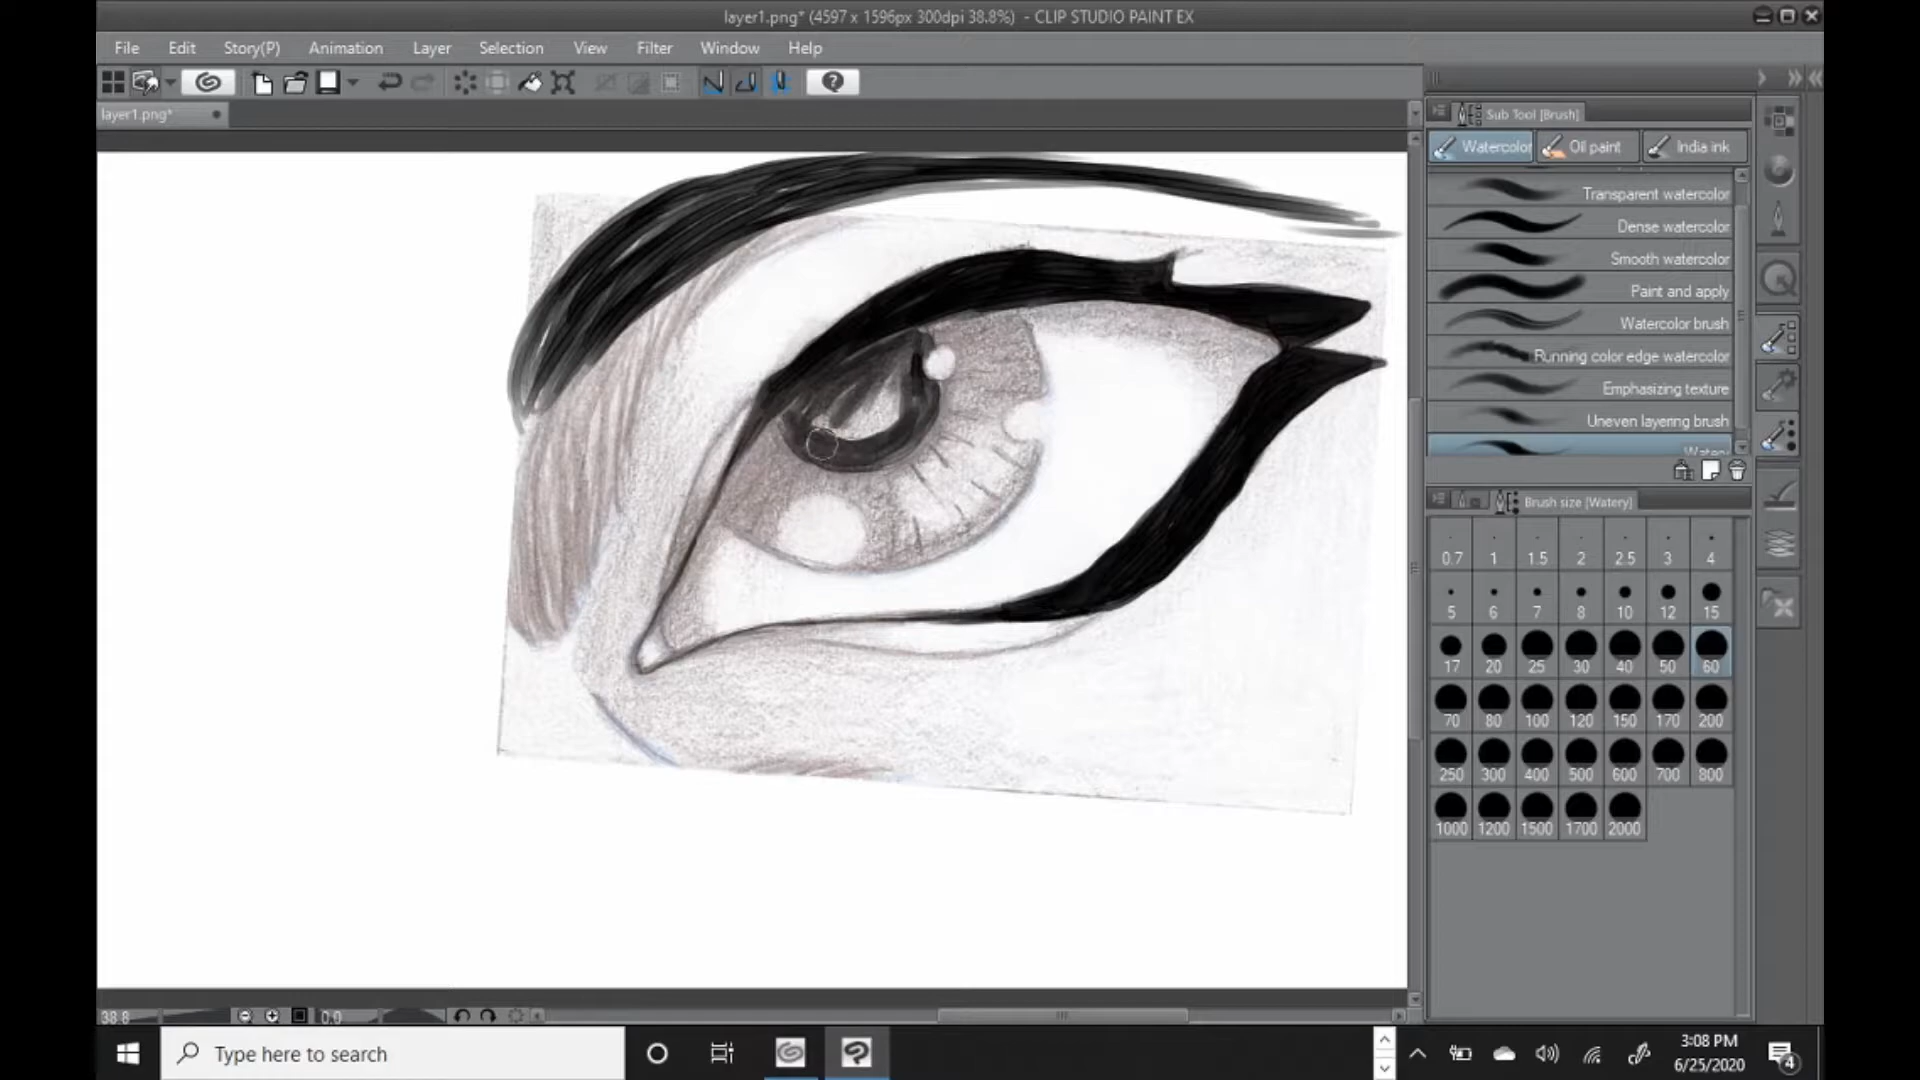 layer1.png* (4597 x 1596px 300dpi 38.8%) - CLIP STUDIO PAINT EX
File Edit Story(P) Animation Layer Selection View Filter Window Help
layer1.png*
Sub Tool [Brush]
Watercolor Oil paint India ink
Transparent watercolor
Dense watercolor
Smooth watercolor
Paint and apply
Watercolor brush
Running color edge watercolor
Emphasizing texture
Uneven layering brush
Watery
Brush size [Watery]
0.7 1 1.5 2 2.5 3 4
5 6 7 8 10 12 15
17 20 25 30 40 50 60
70 80 100 120 150 170 200
250 300 400 500 600 700 800
1000 1200 1500 1700 2000
38.8 0.0
Type here to search
3:08 PM
6/25/2020
4